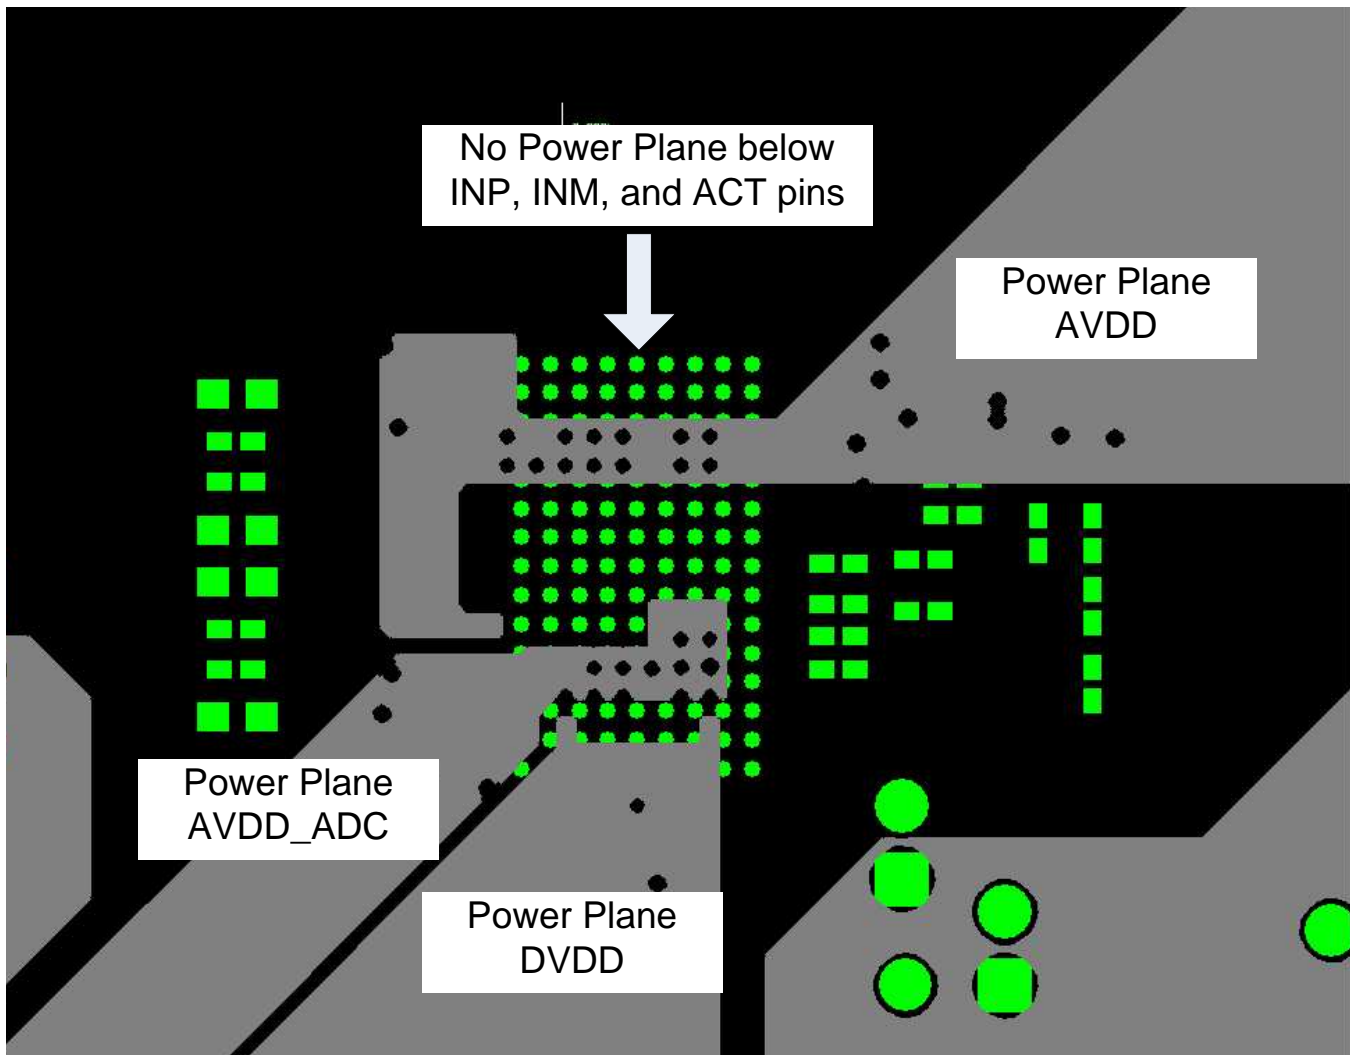 No Power Plane below
INP, INM, and ACT pins
Power Plane
AVDD
Power Plane
AVDD_ADC
Power Plane
DVDD